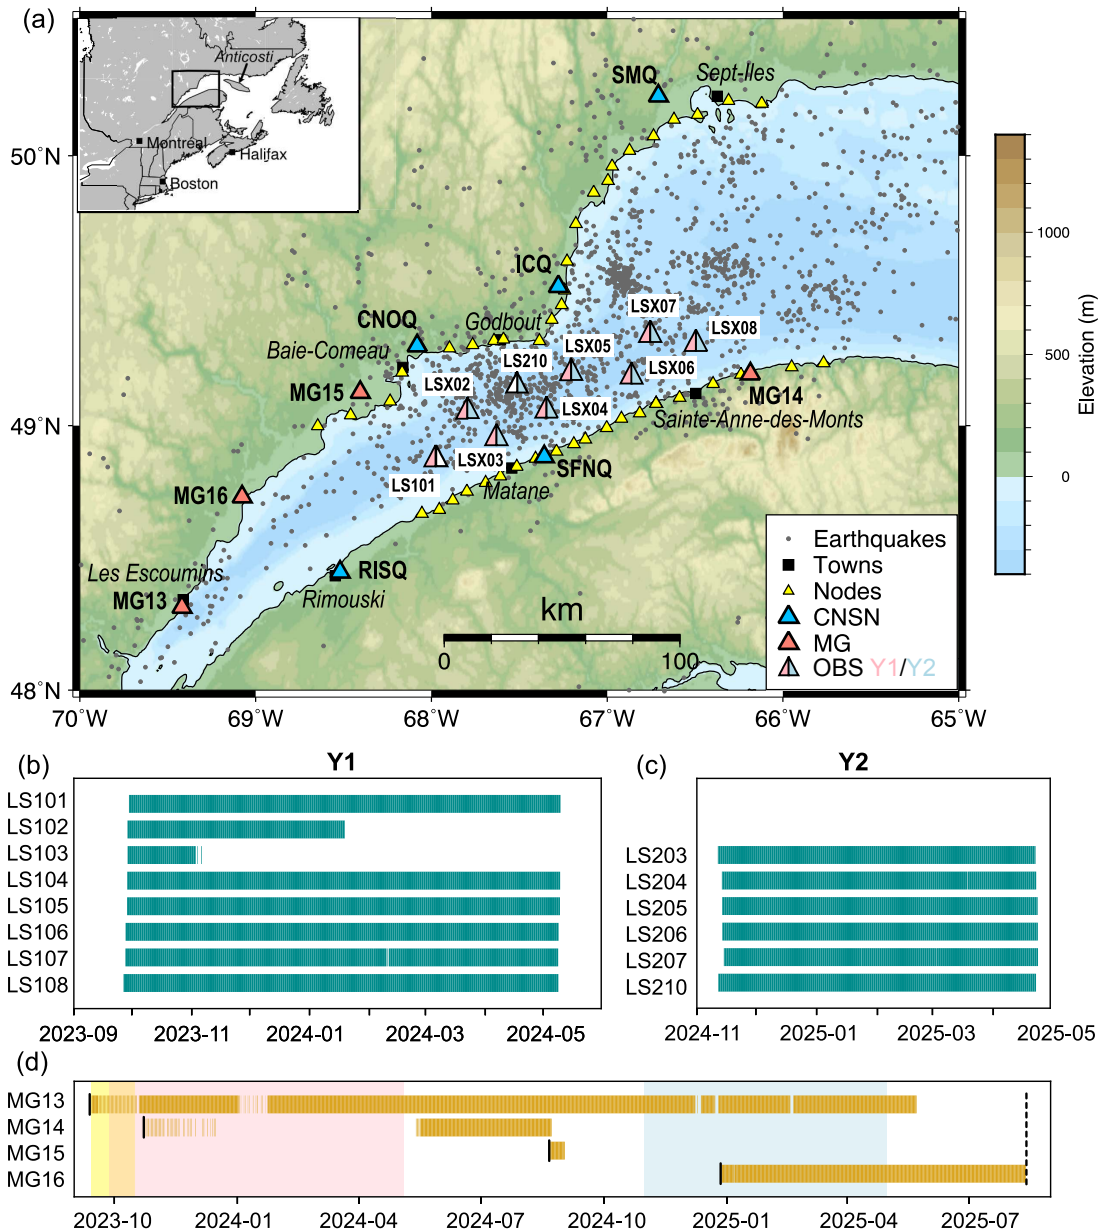 (a)
Anticosti
Montréal
Halifax
Boston
SMQ
Sept-Iles
ICQ
CNOQ
Godbout
Baie-Comeau
MG15
LSX07
LSX08
LSX05
LS210
LSX06
LSX02
LSX04
MG14
Sainte-Anne-des-Monts
LSX03
SFNQ
LS101
Matane
MG16
Les Escoumins
MG13
RISQ
Rimouski
km
0
100
Earthquakes
Towns
Nodes
CNSN
MG
OBS Y1/Y2
50°N
49°N
48°N
70°W
69°W
68°W
67°W
66°W
65°W
1000
500
0
Elevation (m)
(b)
Y1
LS101
LS102
LS103
LS104
LS105
LS106
LS107
LS108
2023-09
2023-11
2024-01
2024-03
2024-05
(c)
Y2
LS203
LS204
LS205
LS206
LS207
LS210
2024-11
2025-01
2025-03
2025-05
(d)
MG13
MG14
MG15
MG16
2023-10
2024-01
2024-04
2024-07
2024-10
2025-01
2025-04
2025-07